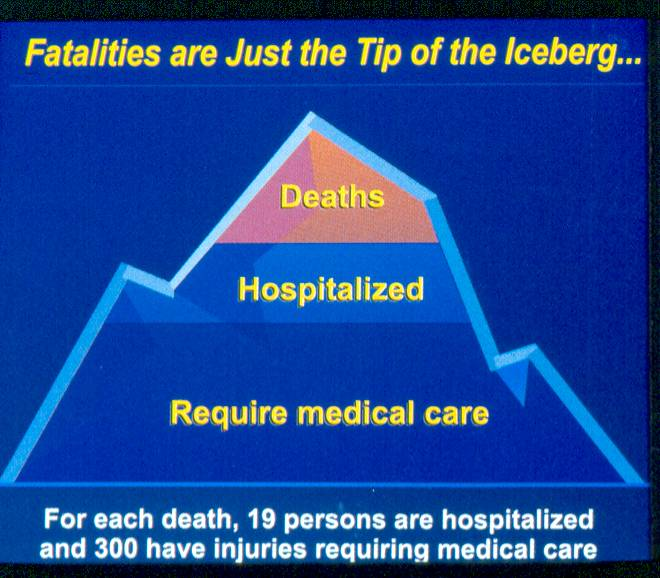 Fatalities are Just the Tip of the Iceberg...
Deaths
Hospitalized
Require medical care
For each death, 19 persons are hospitalized
and 300 have injuries requiring medical care